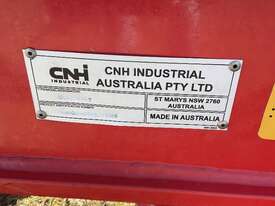 CNH
INDUSTRIAL
CNH INDUSTRIAL
AUSTRALIA PTY LTD
ST MARYS NSW 2760
AUSTRALIA
MADE IN AUSTRALIA